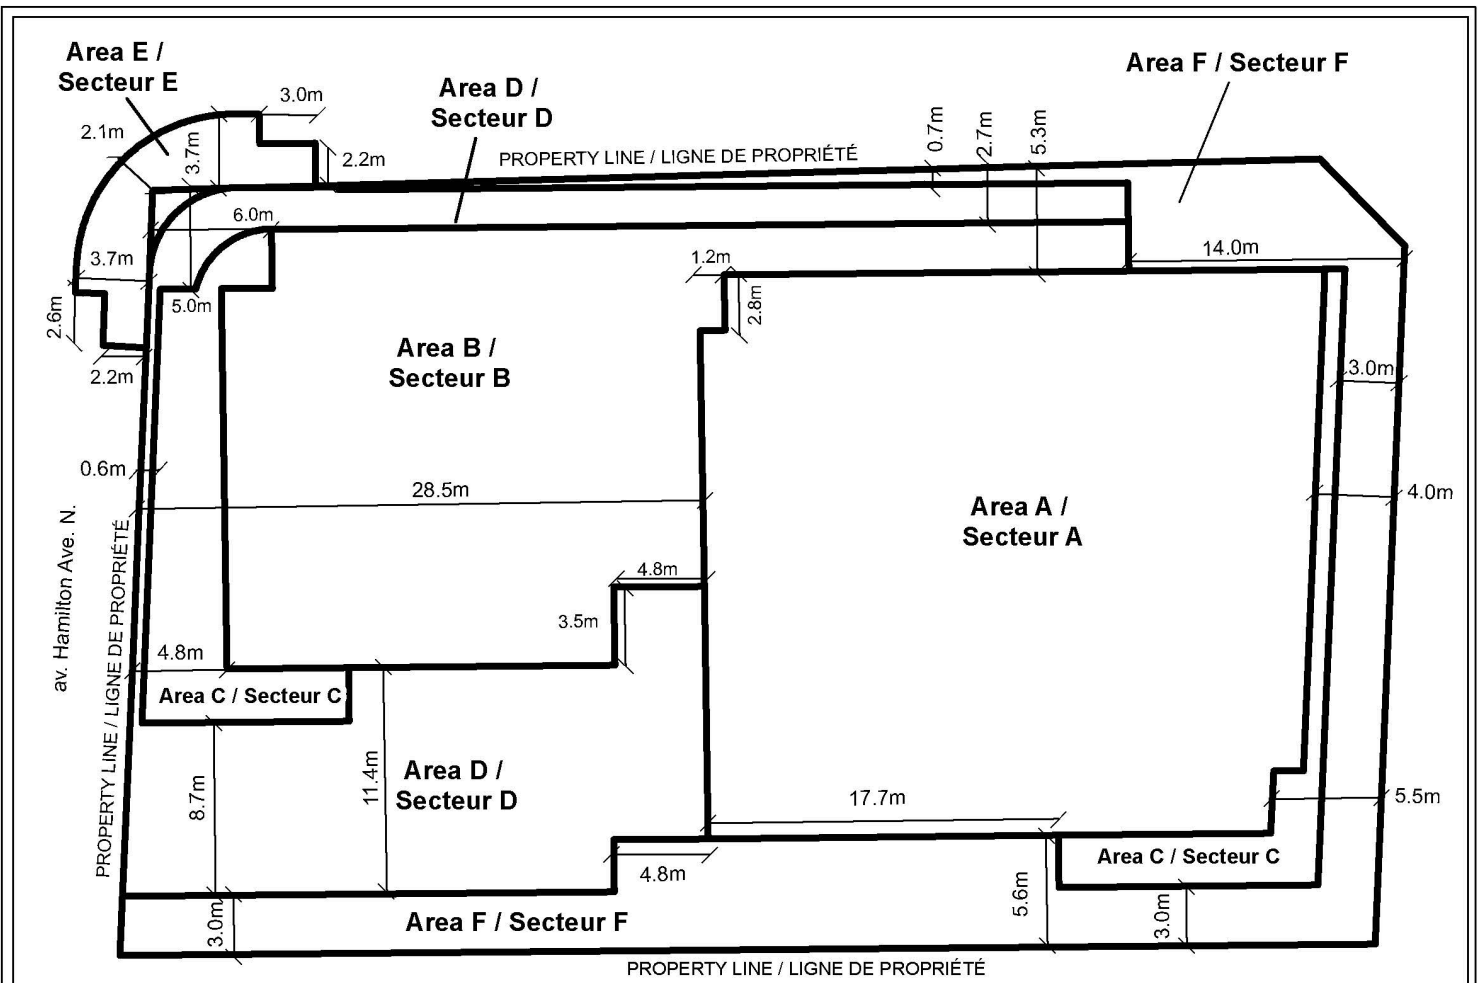 Area E /
Secteur E
3.0m
Area D /
Secteur D
Area F / Secteur F
2.1m
3.7m
2.2m
PROPERTY LINE / LIGNE DE PROPRIÉTÉ
0.7m
2.7m
5.3m
6.0m
3.7m
14.0m
1.2m
5.0m
2.6m
2.8m
Area B /
Secteur B
2.2m
3.0m
0.6m
28.5m
4.0m
Area A /
Secteur A
av. Hamilton Ave. N.
PROPERTY LINE / LIGNE DE PROPRIÉTÉ
4.8m
3.5m
4.8m
Area C / Secteur C
Area D /
Secteur D
8.7m
11.4m
17.7m
5.5m
Area C / Secteur C
4.8m
5.6m
3.0m
Area F / Secteur F
3.0m
PROPERTY LINE / LIGNE DE PROPRIÉTÉ